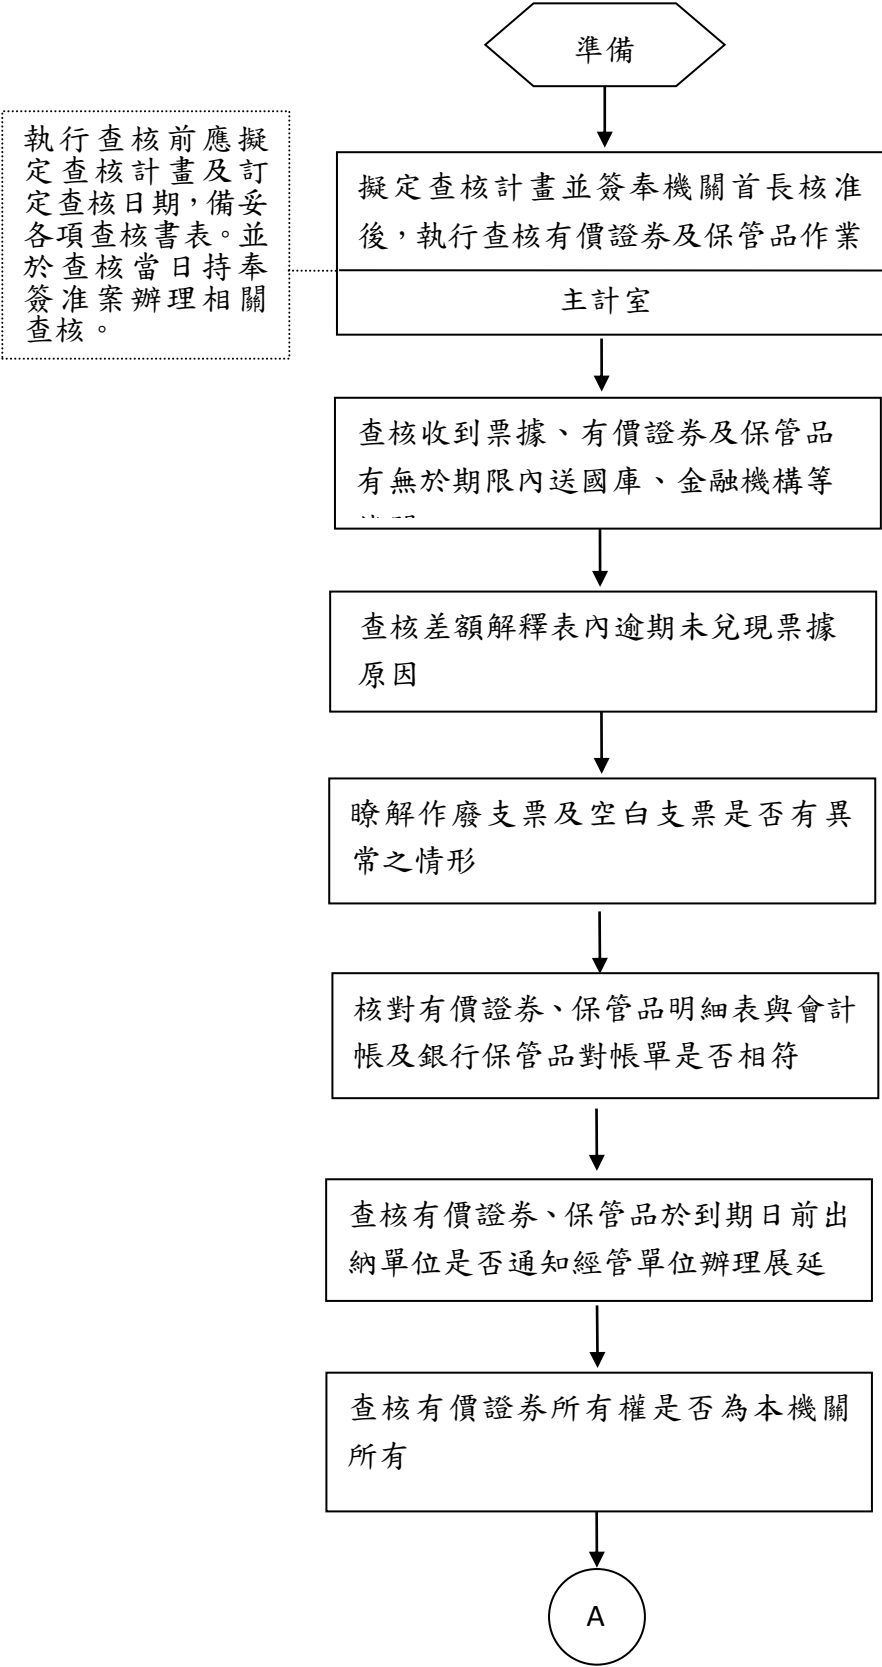 準備
執行查核前應擬
定查核計畫及訂
定查核日期，備妥
各項查核書表。並
於查核當日持奉
簽准案辦理相關
查核。
擬定查核計畫並簽奉機關首長核准
後，執行查核有價證券及保管品作業
主計室
查核收到票據、有價證券及保管品
有無於期限內送國庫、金融機構等
查核差額解釋表內逾期未兌現票據
原因
瞭解作廢支票及空白支票是否有異
常之情形
核對有價證券、保管品明細表與會計
帳及銀行保管品對帳單是否相符
查核有價證券、保管品於到期日前出
納單位是否通知經管單位辦理展延
查核有價證券所有權是否為本機關
所有
A